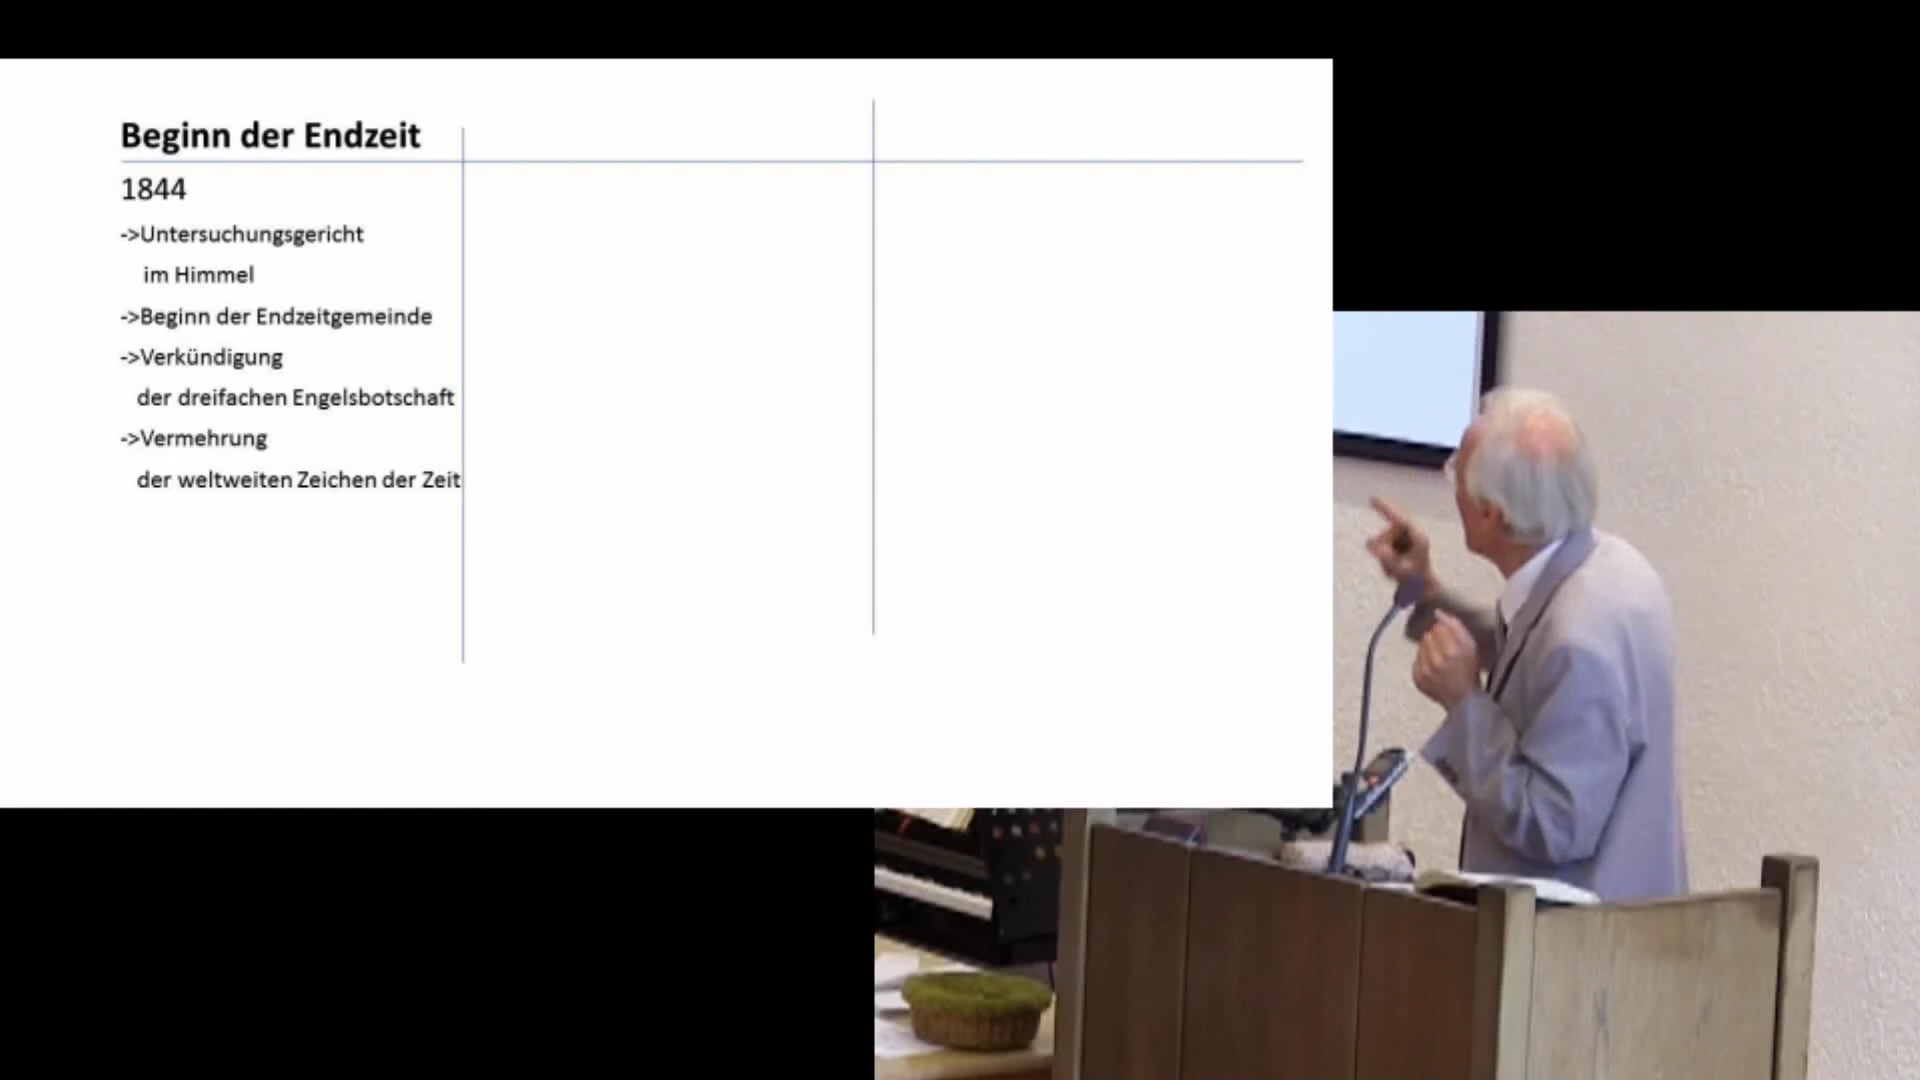 Beginn der Endzeit
1844
->Untersuchungsgericht
im Himmel
->Beginn der Endzeitgemeinde
->Verkündigung
der dreifachen Engelsbotschaft
->Vermehrung
der weltweiten Zeichen der Zeit